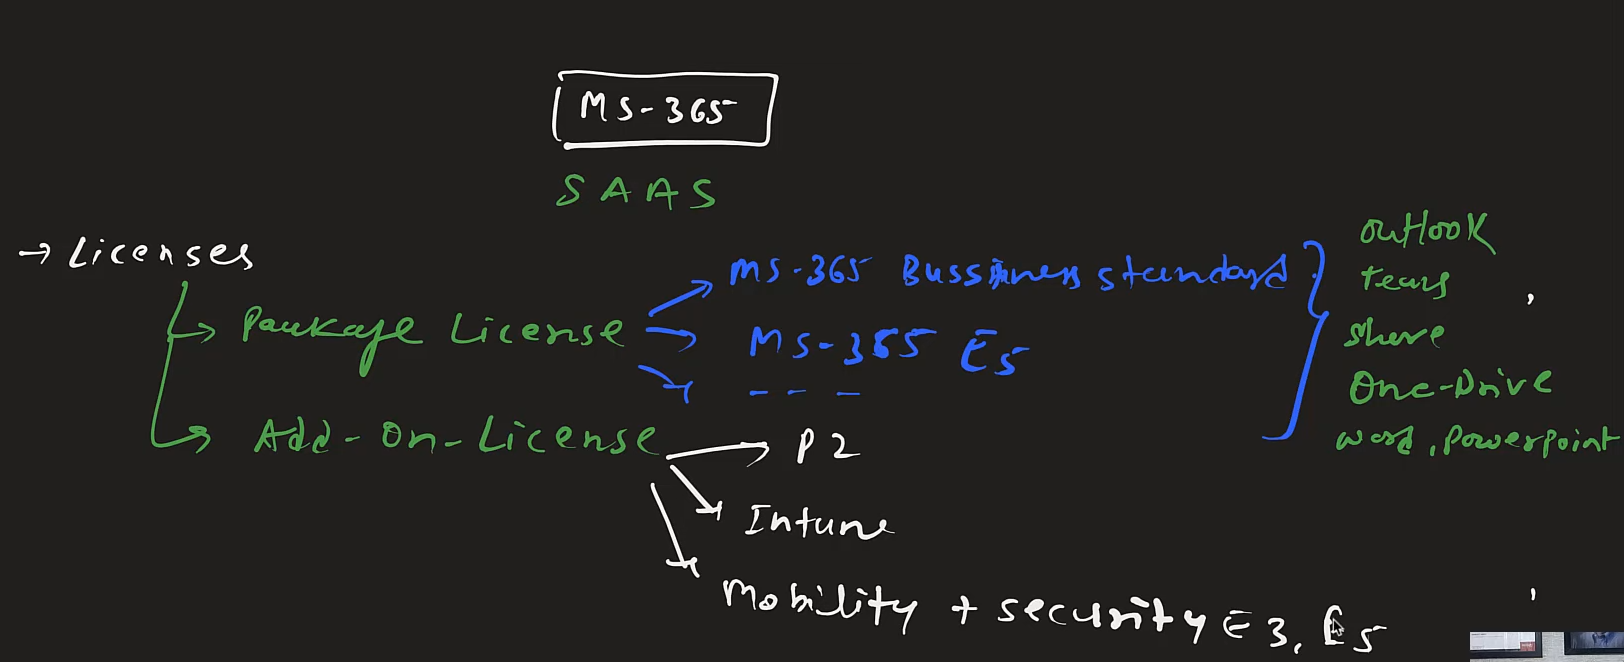 MS-365
SAAS
→ Licenses
Package License
MS-365 Bussiness standard
MS-365 E5
- - -
Add-On-License
P2
Intune
Mobility + security E3, E5
outlook
teams
share
One-Drive
word, powerpoint